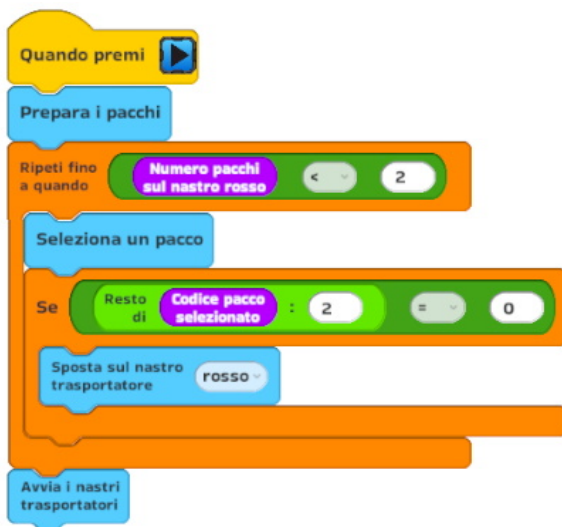 Quando premi
Prepara i pacchi
Ripeti fino
a quando
Numero pacchi
sul nastro rosso
<
2
Seleziona un pacco
Se
Resto
di
Codice pacco
selezionato
:
2
=
0
Sposta sul nastro
trasportatore
rosso
Avvia i nastri
trasportatori